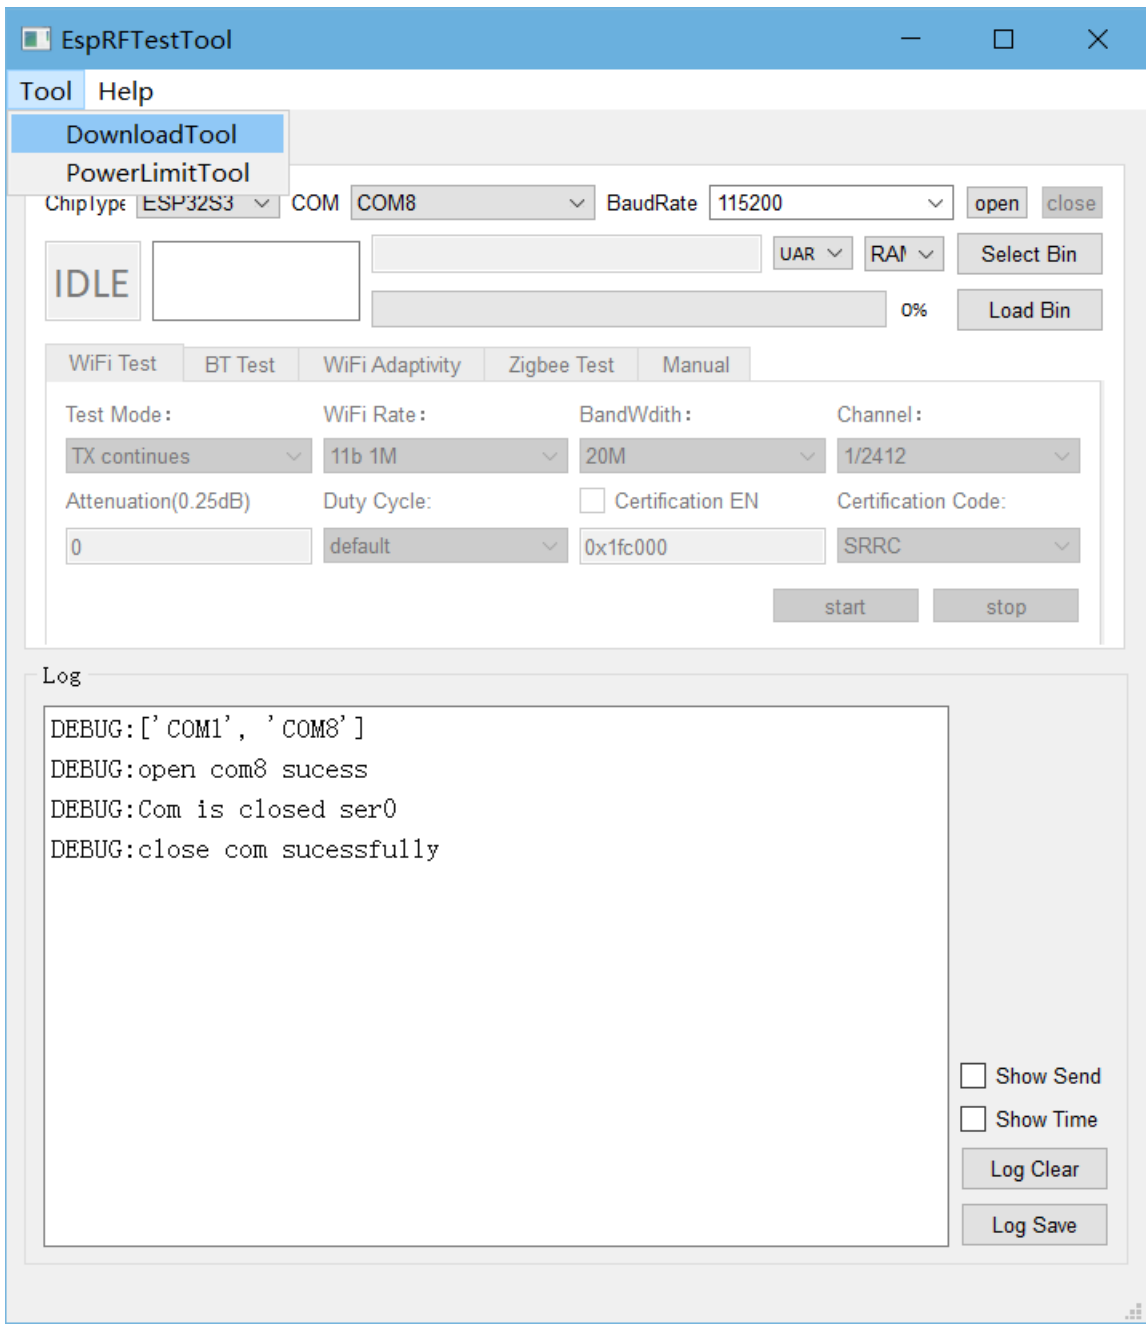 EspRFTestTool
Tool Help
DownloadTool
PowerLimitTool
ChipType ESP32S3 COM COM8 BaudRate 115200 open close
IDLE UAR RAM Select Bin
0% Load Bin
WiFi Test BT Test WiFi Adaptivity Zigbee Test Manual
Test Mode: WiFi Rate: BandWdith: Channel:
TX continues 11b 1M 20M 1/2412
Attenuation(0.25dB) Duty Cycle: Certification EN Certification Code:
0 default 0x1fc000 SRRC
start stop
Log
DEBUG:['COM1', 'COM8']
DEBUG:open com8 sucess
DEBUG:Com is closed ser0
DEBUG:close com sucessfully
Show Send
Show Time
Log Clear
Log Save